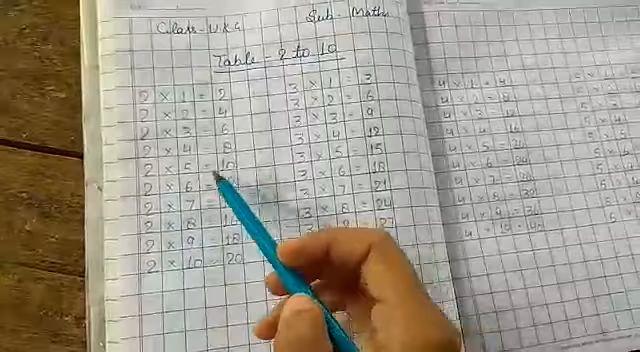 Class - U.K.G Sub - Maths
Table - 2 to 10
2 × 1 = 2
2 × 2 = 4
2 × 3 = 6
2 × 4 = 8
2 × 5 = 10
2 × 6 =
2 × 7 =
2 × 8 = 16
2 × 9 = 18
2 × 10 = 20
3 × 1 = 3
3 × 2 = 6
3 × 3 = 9
3 × 4 = 12
3 × 5 = 15
3 × 6 = 18
3 × 7 = 21
3 × 8 = 24
3 × 9 = 27
4 × 1 = 4
4 × 2 = 8
4 × 3 = 12
4 × 4 = 16
4 × 5 = 20
4 × 6 = 24
4 × 7 = 28
4 × 8 = 32
4 × 9 = 36
4 × 10 = 40